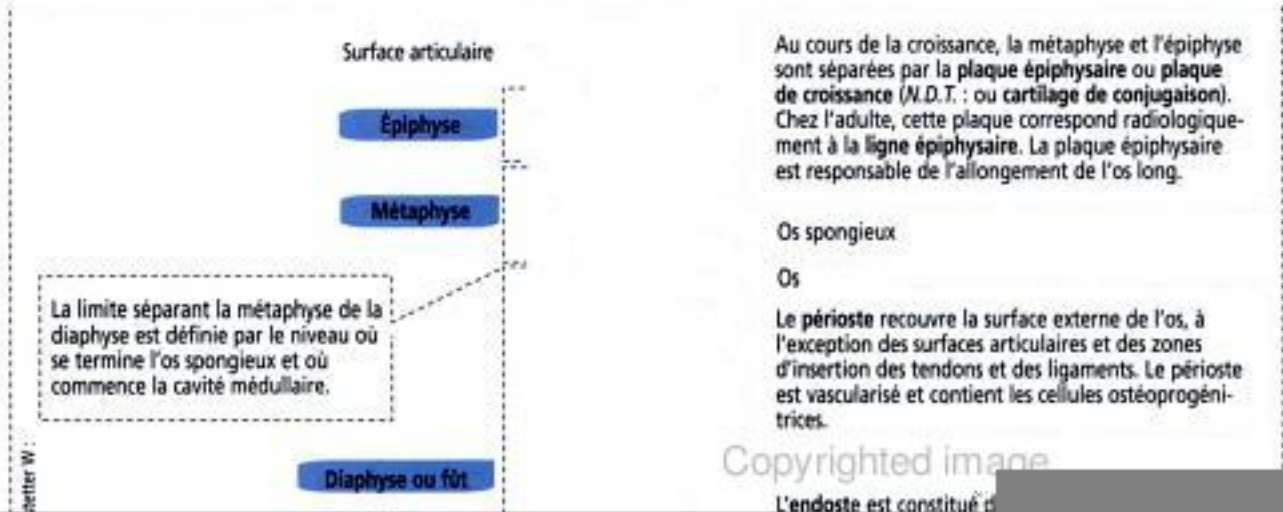 Surface articulaire
Épiphyse
Métaphyse
La limite séparant la métaphyse de la
diaphyse est définie par le niveau où
se termine l'os spongieux et où
commence la cavité médullaire.
Diaphyse ou fût
Au cours de la croissance, la métaphyse et l'épiphyse
sont séparées par la plaque épiphysaire ou plaque
de croissance (N.D.T. : ou cartilage de conjugaison).
Chez l'adulte, cette plaque correspond radiologique-
ment à la ligne épiphysaire. La plaque épiphysaire
est responsable de l'allongement de l'os long.
Os spongieux
Os
Le périoste recouvre la surface externe de l'os, à
l'exception des surfaces articulaires et des zones
d'insertion des tendons et des ligaments. Le périoste
est vascularisé et contient les cellules ostéoprogéni-
trices.
Copyrighted image
L'endoste est constitué